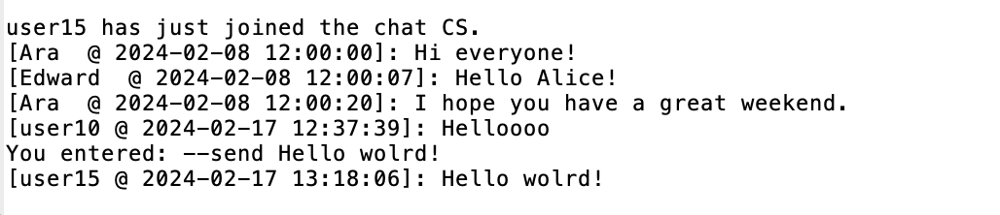 user15 has just joined the chat CS.
[Ara  @ 2024-02-08 12:00:00]: Hi everyone!
[Edward  @ 2024-02-08 12:00:07]: Hello Alice!
[Ara  @ 2024-02-08 12:00:20]: I hope you have a great weekend.
[user10 @ 2024-02-17 12:37:39]: Helloooo
You entered: --send Hello wolrd!
[user15 @ 2024-02-17 13:18:06]: Hello wolrd!